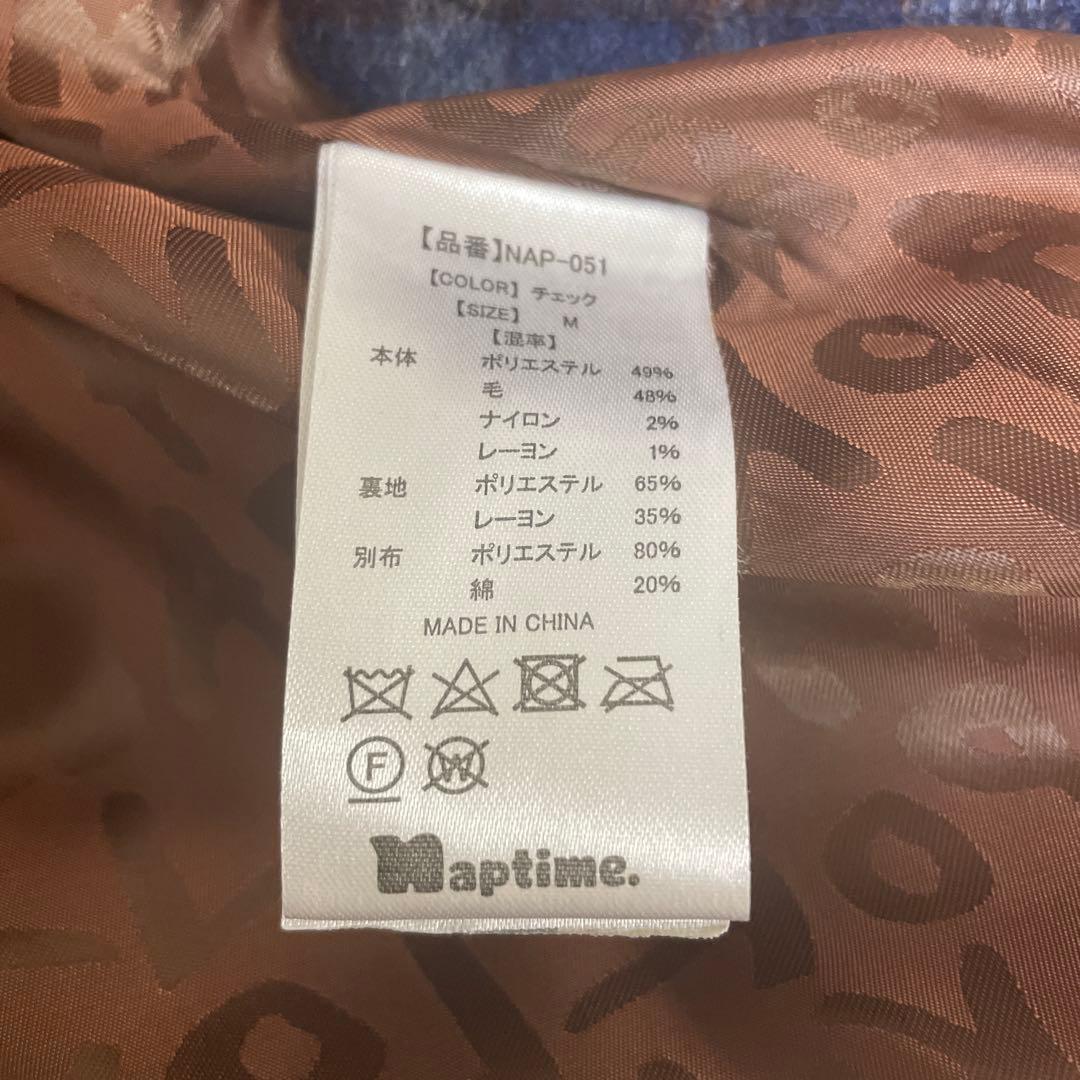 【品番】NAP-051
【COLOR】チェック
【SIZE】 M
【混率】
本体 ポリエステル 49%
毛 48%
ナイロン 2%
レーヨン 1%
裏地 ポリエステル 65%
レーヨン 35%
別布 ポリエステル 80%
綿 20%
MADE IN CHINA
F W
Naptime.